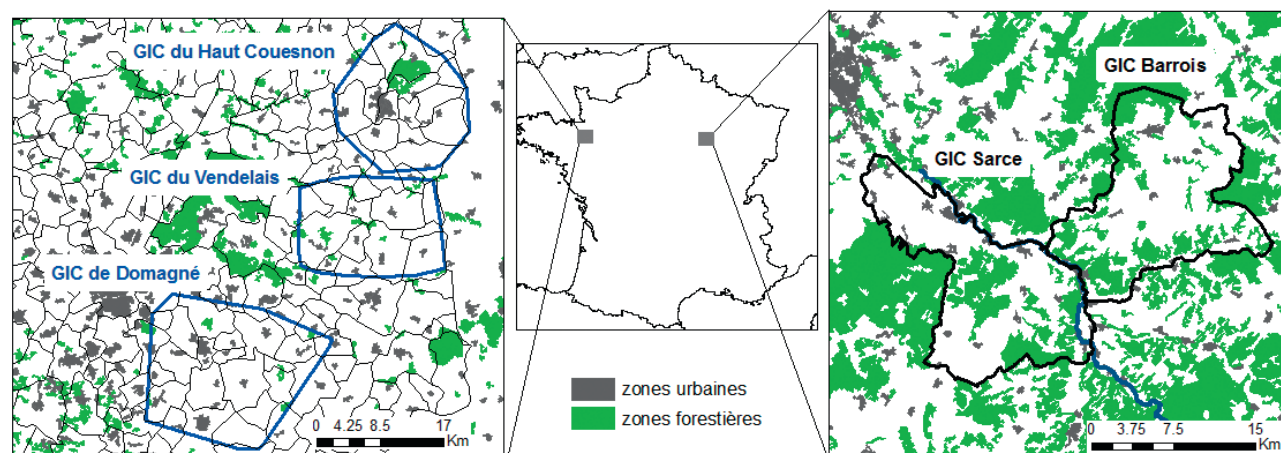 GIC du Haut Couesnon
GIC du Vendelais
GIC de Domagné
0 4.25 8.5 17
Km
zones urbaines
zones forestières
GIC Barrois
GIC Sarce
0 3.75 7.5 15
Km